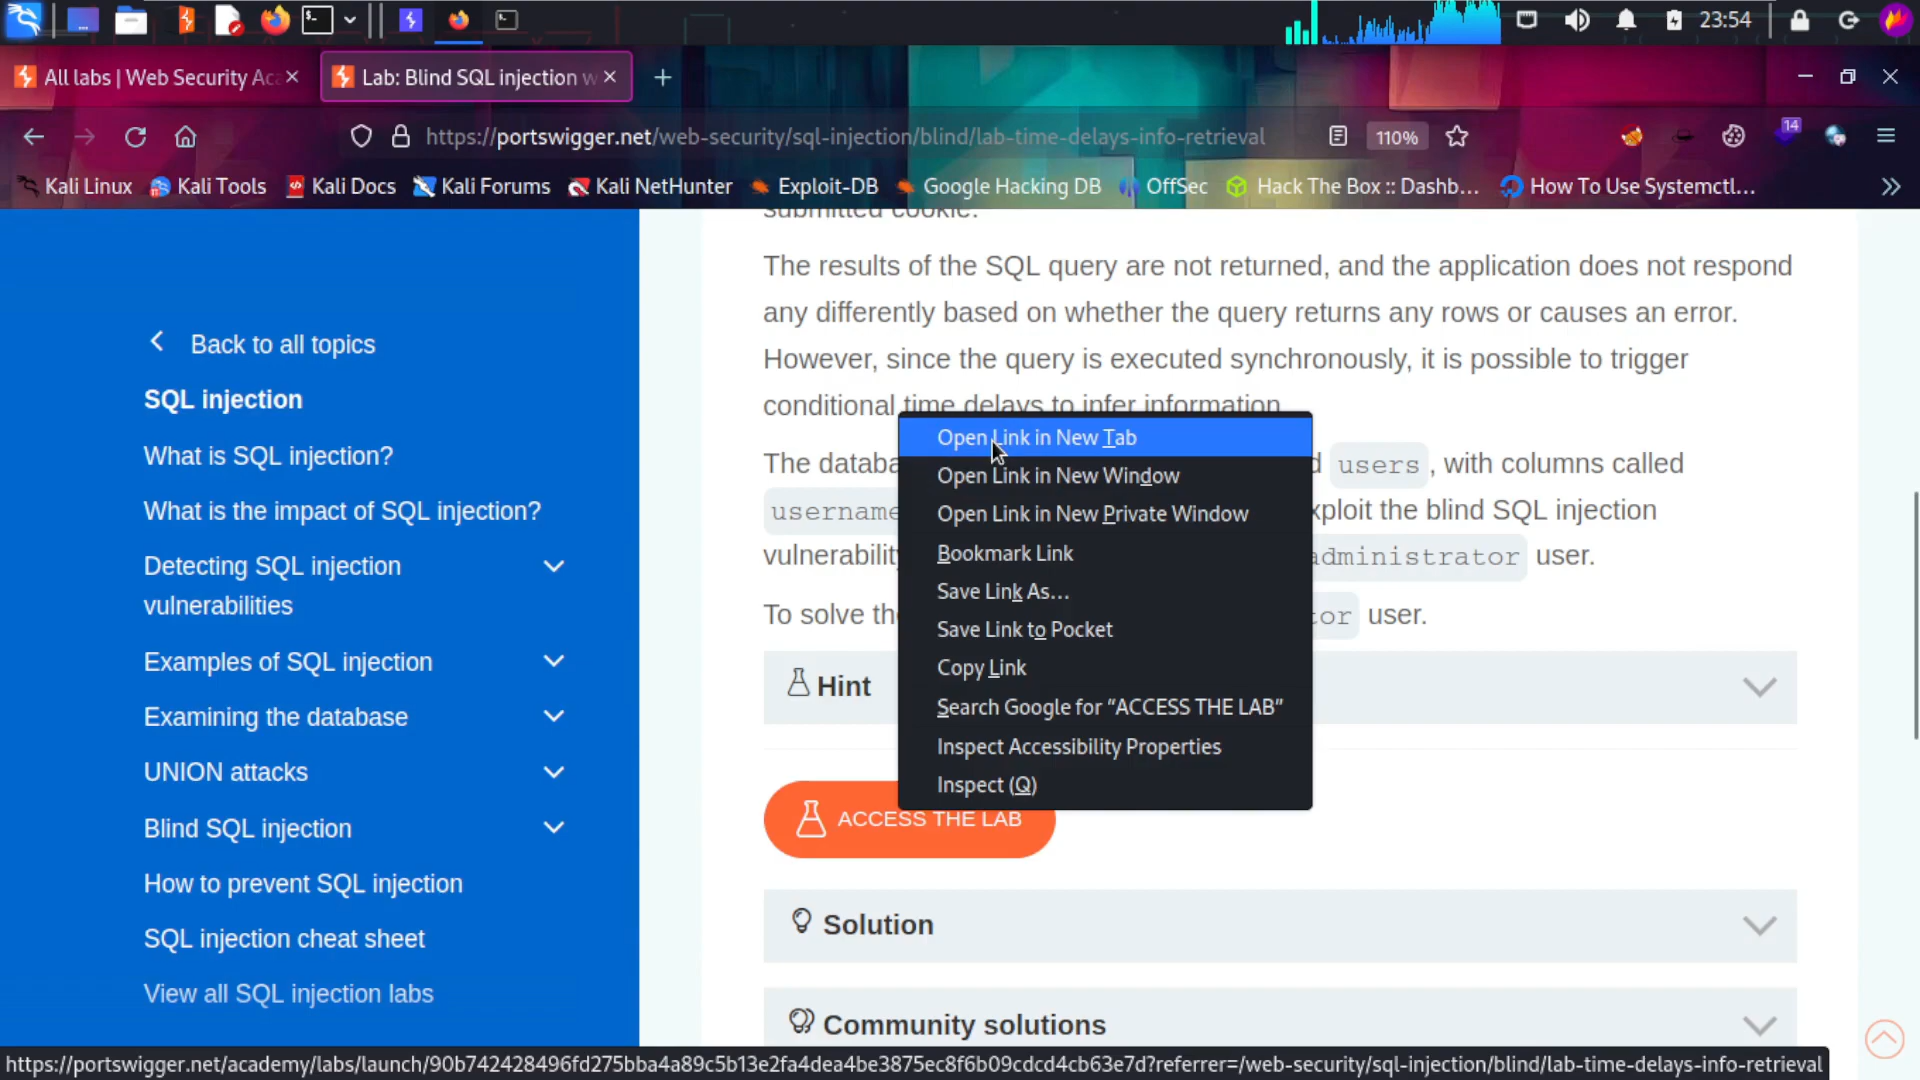 23:54
All labs | Web Security Aca
Lab: Blind SQL injection w
https://portswigger.net/web-security/sql-injection/blind/lab-time-delays-info-retrieval
110%
14
Kali Linux
Kali Tools
Kali Docs
Kali Forums
Kali NetHunter
Exploit-DB
Google Hacking DB
OffSec
Hack The Box :: Dashb...
How To Use Systemctl...
Back to all topics
SQL injection
What is SQL injection?
What is the impact of SQL injection?
Detecting SQL injection
vulnerabilities
Examples of SQL injection
Examining the database
UNION attacks
Blind SQL injection
How to prevent SQL injection
SQL injection cheat sheet
View all SQL injection labs
submitted cookie.
The results of the SQL query are not returned, and the application does not respond
any differently based on whether the query returns any rows or causes an error.
However, since the query is executed synchronously, it is possible to trigger
conditional time delays to infer information.
The databa d users , with columns called
username xploit the blind SQL injection
vulnerability administrator user.
To solve the tor user.
Open Link in New Tab
Open Link in New Window
Open Link in New Private Window
Bookmark Link
Save Link As...
Save Link to Pocket
Copy Link
Search Google for “ACCESS THE LAB”
Inspect Accessibility Properties
Inspect (Q)
Hint
ACCESS THE LAB
Solution
Community solutions
https://portswigger.net/academy/labs/launch/90b742428496fd275bba4a89c5b13e2fa4dea4be3875ec8f6b09cdcd4cb63e7d?referrer=/web-security/sql-injection/blind/lab-time-delays-info-retrieval